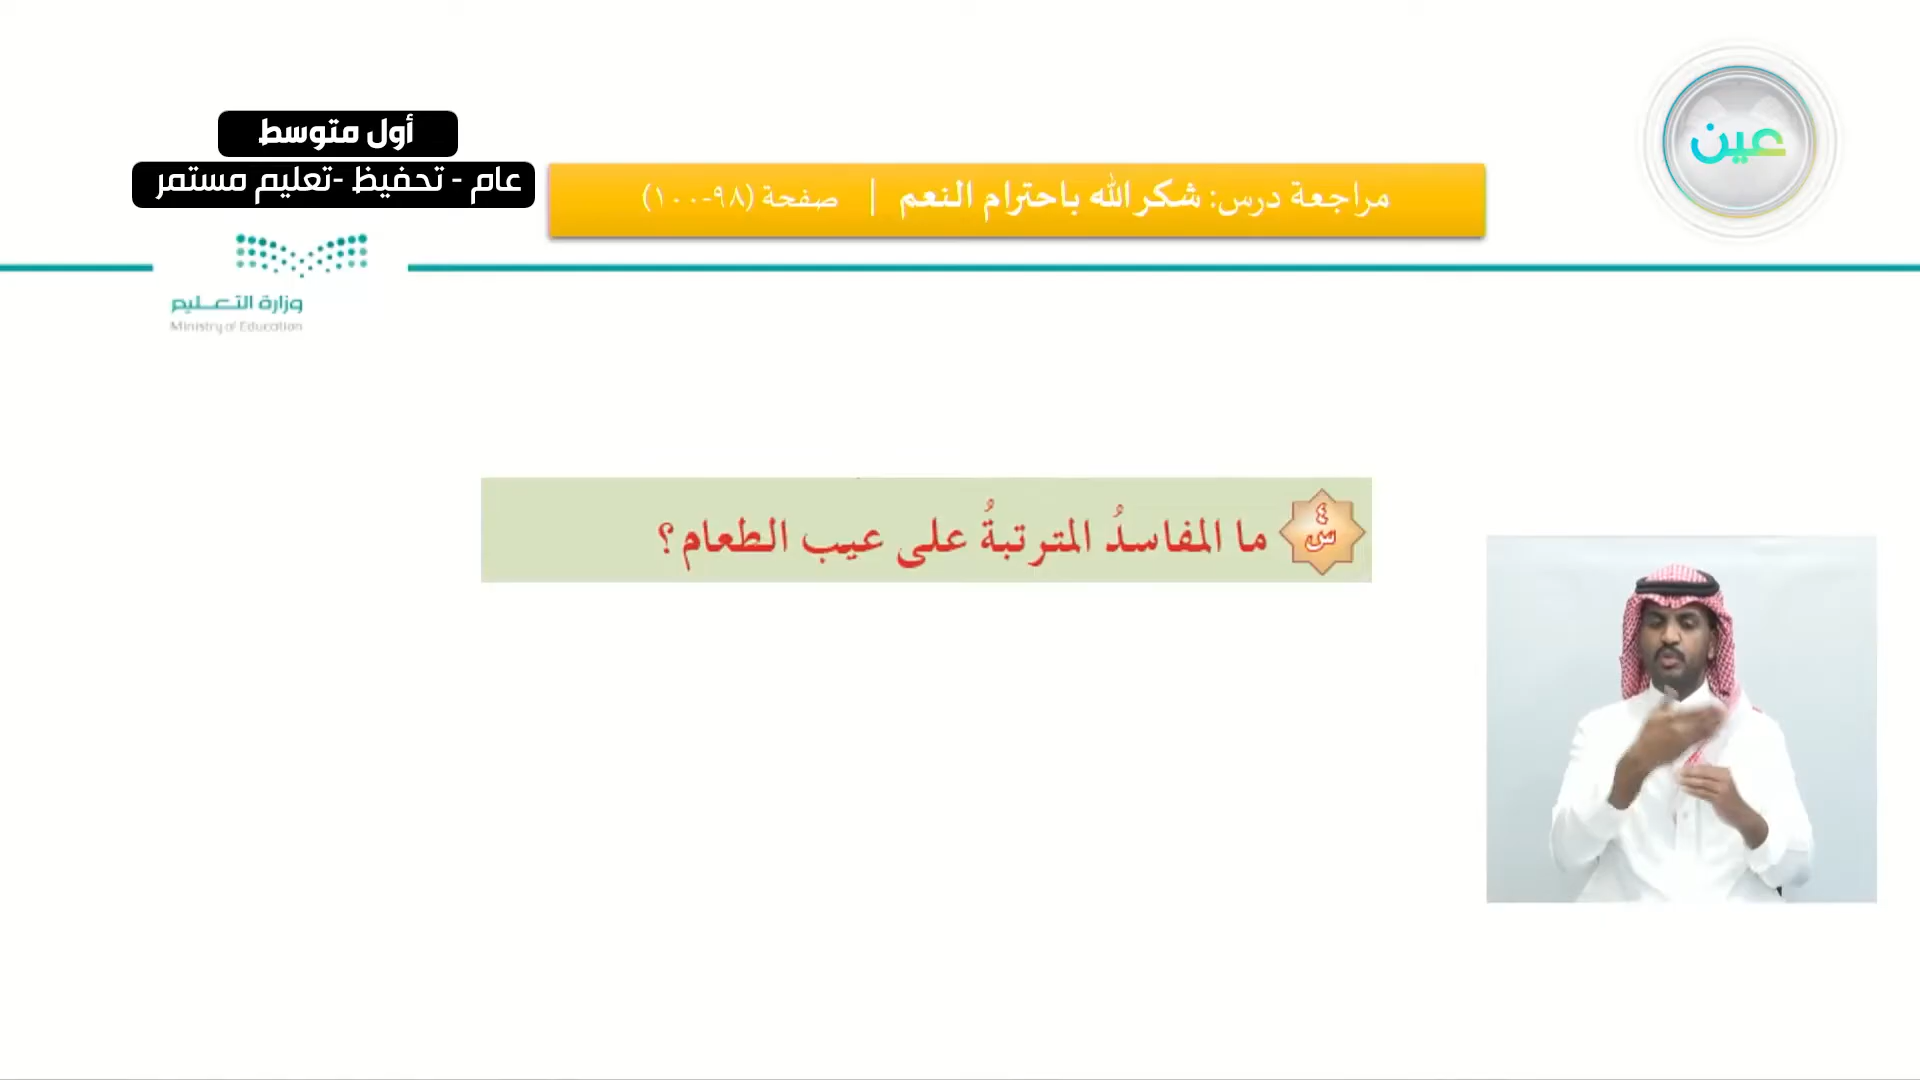 عين
أول متوسط
عام - تحفيظ -تعليم مستمر
مراجعة درس: شكر الله باحترام النعم | صفحة (٩٨-١٠٠)
وزارة التعليم
Ministry of Education
س٤ ما المفاسدُ المترتبةُ على عيب الطعام؟